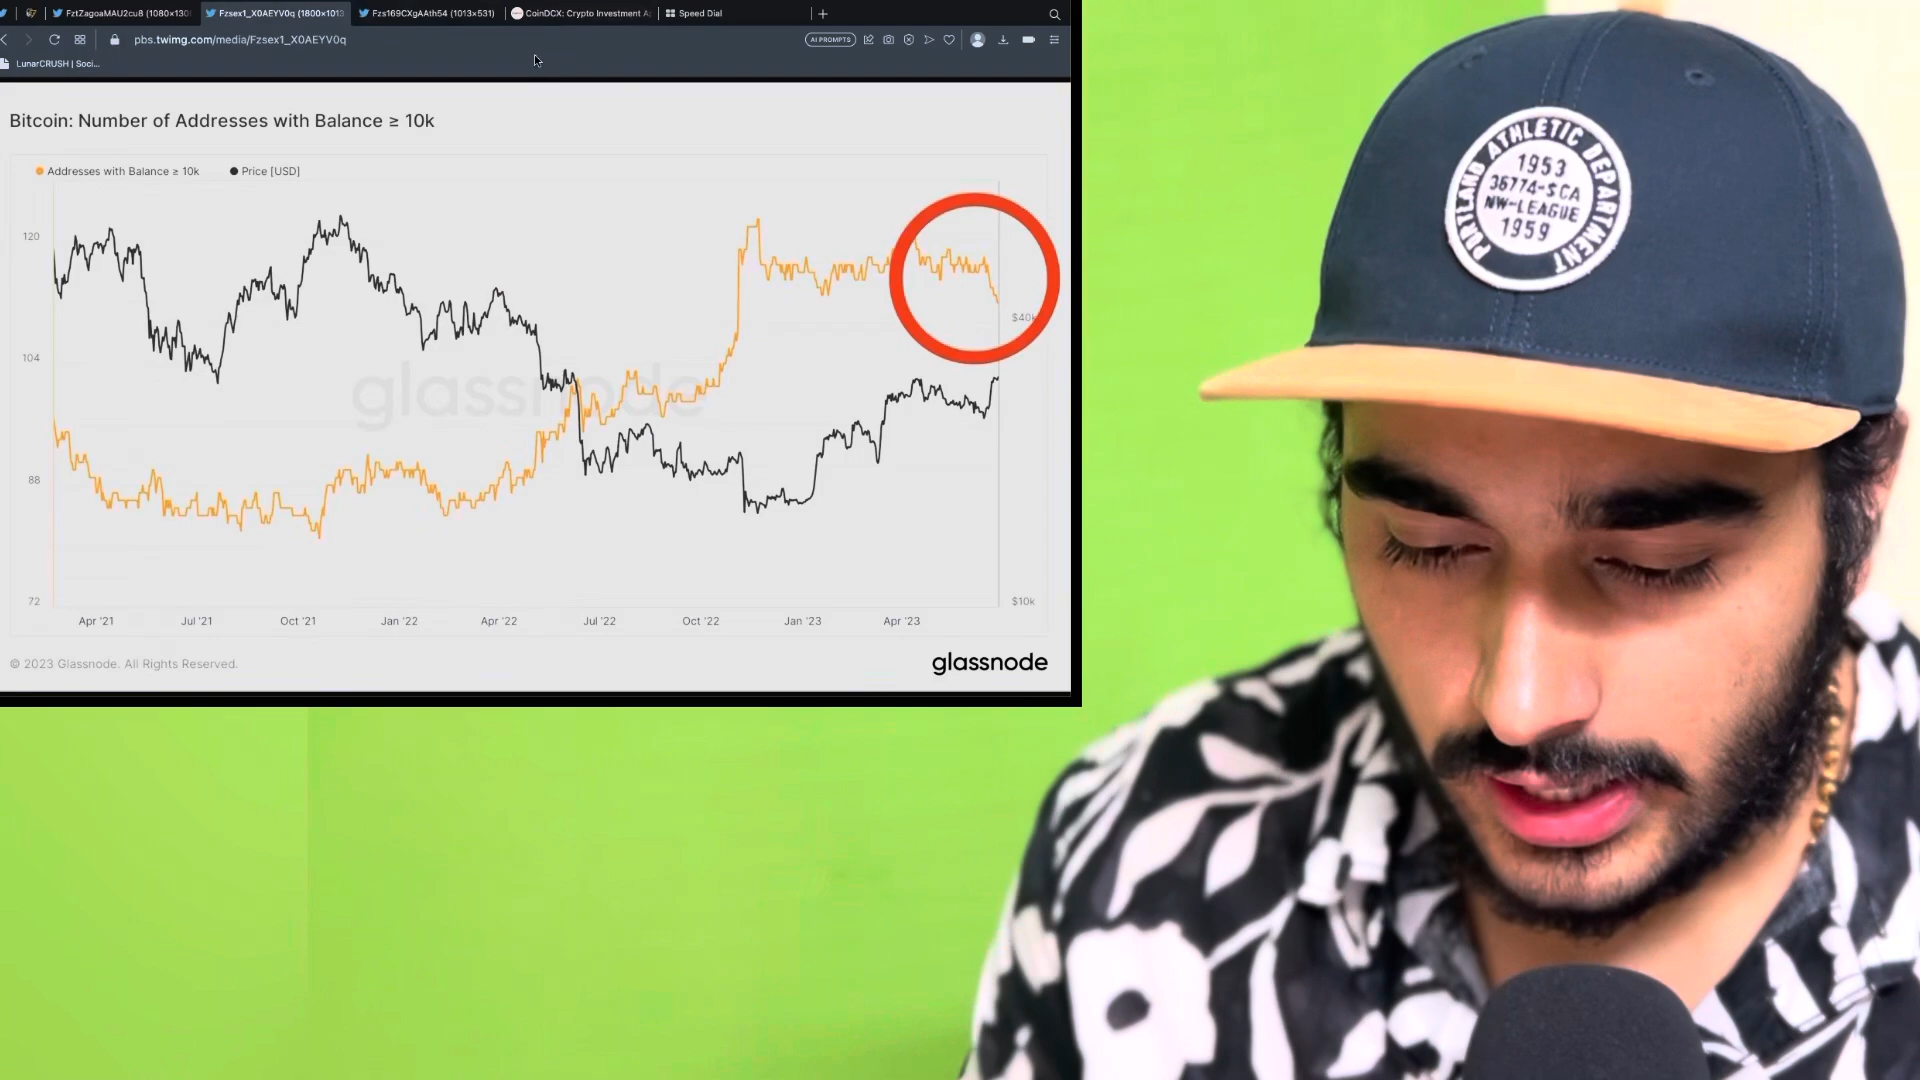 FztZagoaMAU2cu8 (1080×130
Fzsex1_X0AEYV0q (1800×1013
Fzs169CXgAAth54 (1013×531)
CoinDCX: Crypto Investment A
Speed Dial
pbs.twimg.com/media/Fzsex1_X0AEYV0q
AI PROMPTS
LunarCRUSH | Soci...
Bitcoin: Number of Addresses with Balance ≥ 10k
Addresses with Balance ≥ 10k
Price [USD]
120
104
88
72
$40k
$10k
glassnode
Apr '21
Jul '21
Oct '21
Jan '22
Apr '22
Jul '22
Oct '22
Jan '23
Apr '23
© 2023 Glassnode. All Rights Reserved.
glassnode
PORTLAND ATHLETIC DEPARTMENT
1953
36774-SCA
NW-LEAGUE
1959